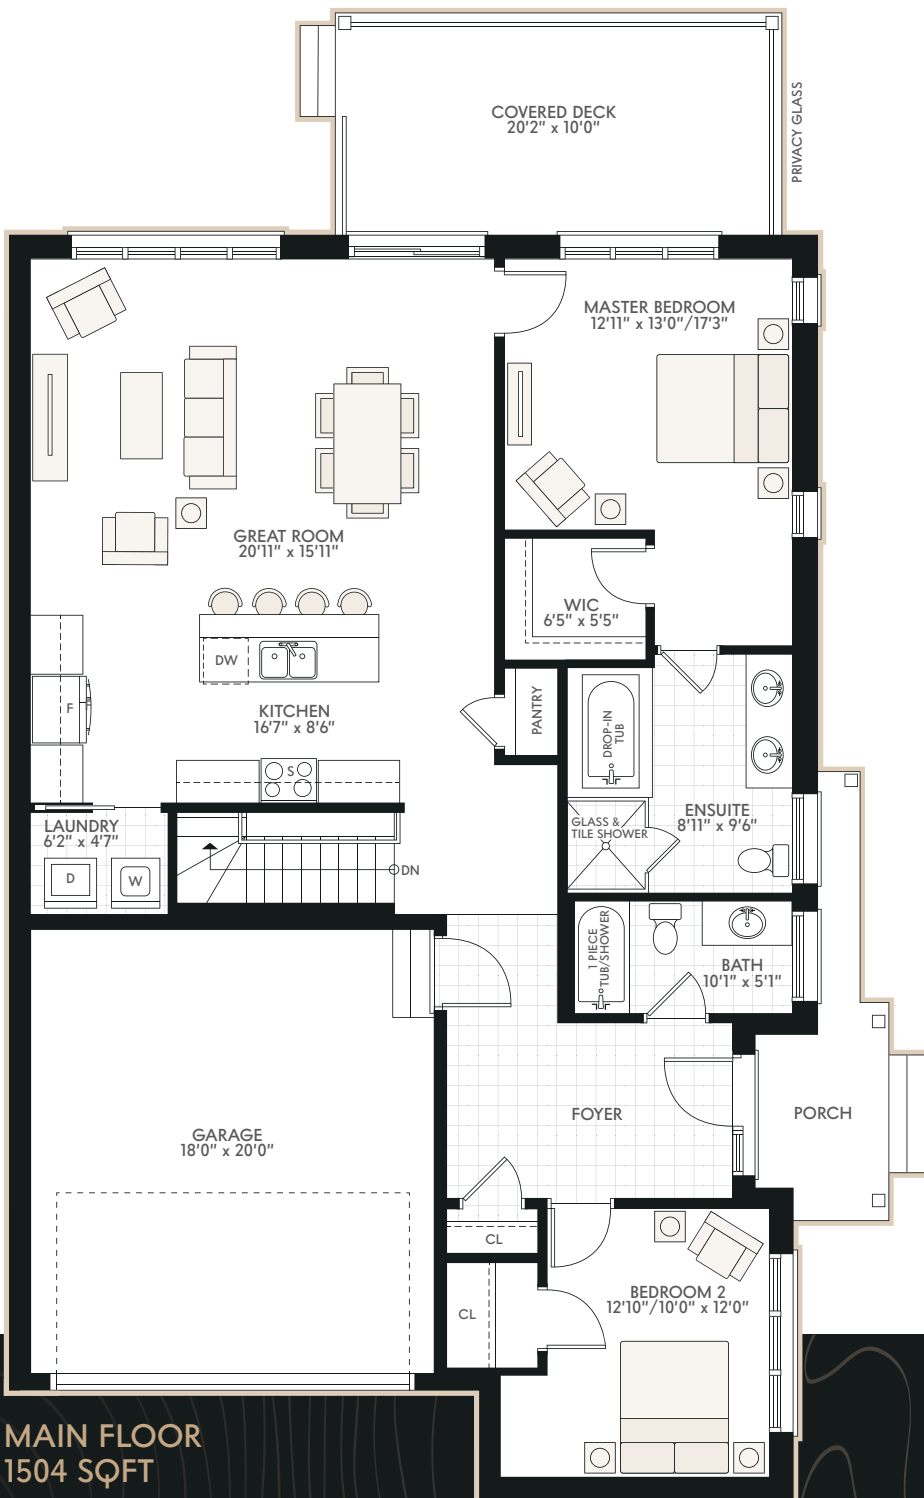 COVERED DECK
20'2" x 10'0"
PRIVACY GLASS
MASTER BEDROOM
12'11" x 13'0"/17'3"
GREAT ROOM
20'11" x 15'11"
WIC
6'5" x 5'5"
DW
F
KITCHEN
16'7" x 8'6"
PANTRY
DROP-IN
TUB
S
LAUNDRY
6'2" x 4'7"
D
W
DN
GLASS &
TILE SHOWER
ENSUITE
8'11" x 9'6"
1 PIECE
TUB/SHOWER
BATH
10'1" x 5'1"
FOYER
PORCH
GARAGE
18'0" x 20'0"
CL
CL
BEDROOM 2
12'10"/10'0" x 12'0"
MAIN FLOOR
1504 SQFT